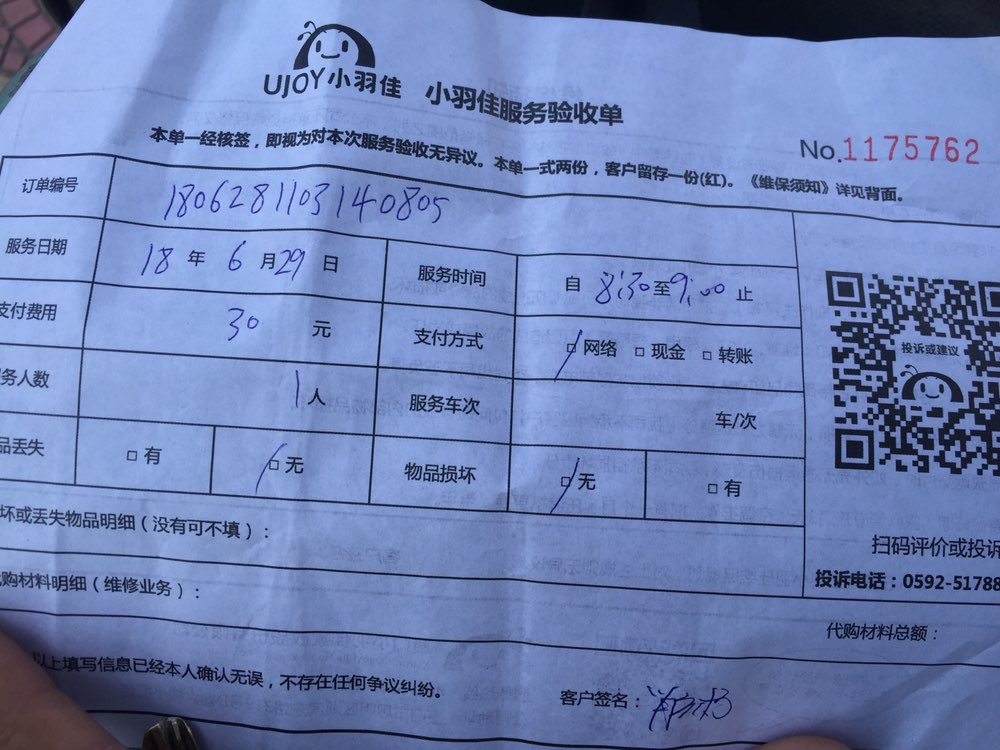 UJOY小羽佳 小羽佳服务验收单
No.1175762
本单一经核签，即视为对本次服务验收无异议。本单一式两份，客户留存一份(红)。《维保须知》详见背面。
订单编号 1806281103140805
服务日期 18 年 6 月 29 日 服务时间 自 8:30 至 9:00 止
支付费用 30 元 支付方式 □网络 □现金 □转账
务人数 1 人 服务车次 车/次
品丢失 □有 □无 物品损坏 □无 □有
投诉或建议
坏或丢失物品明细（没有可不填）：
扫码评价或投诉
购材料明细（维修业务）：
投诉电话：0592-51788
代购材料总额：
以上填写信息已经本人确认无误，不存在任何争议纠纷。
客户签名：